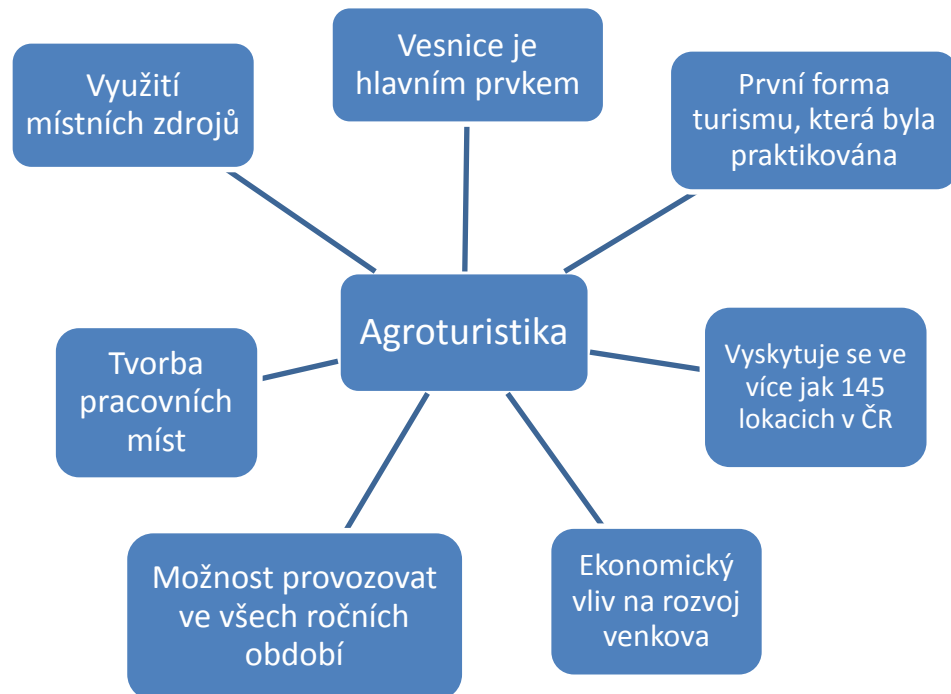 Vesnice je
hlavním prvkem
Využití
místních zdrojů
První forma
turismu, která byla
praktikována
Agroturistika
Tvorba
pracovních
míst
Vyskytuje se ve
více jak 145
lokacich v ČR
Možnost provozovat
ve všech ročních
období
Ekonomický
vliv na rozvoj
venkova